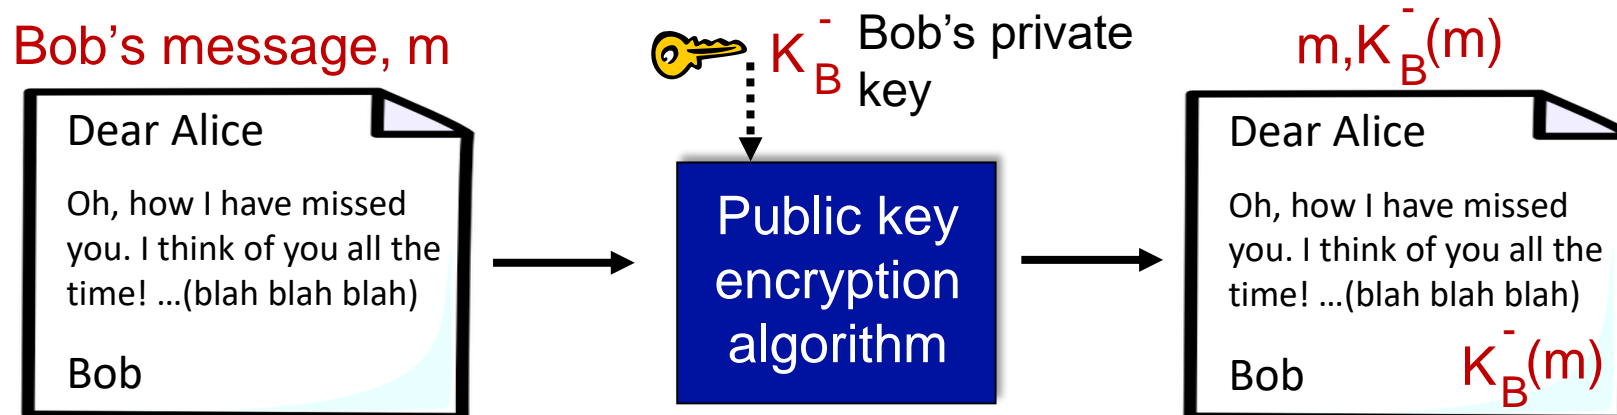 Bob’s message, m
Dear Alice
Oh, how I have missed
you. I think of you all the
time! ...(blah blah blah)
Bob
K⁻B Bob’s private
key
Public key
encryption
algorithm
m,K⁻B(m)
Dear Alice
Oh, how I have missed
you. I think of you all the
time! ...(blah blah blah)
Bob K⁻B(m)